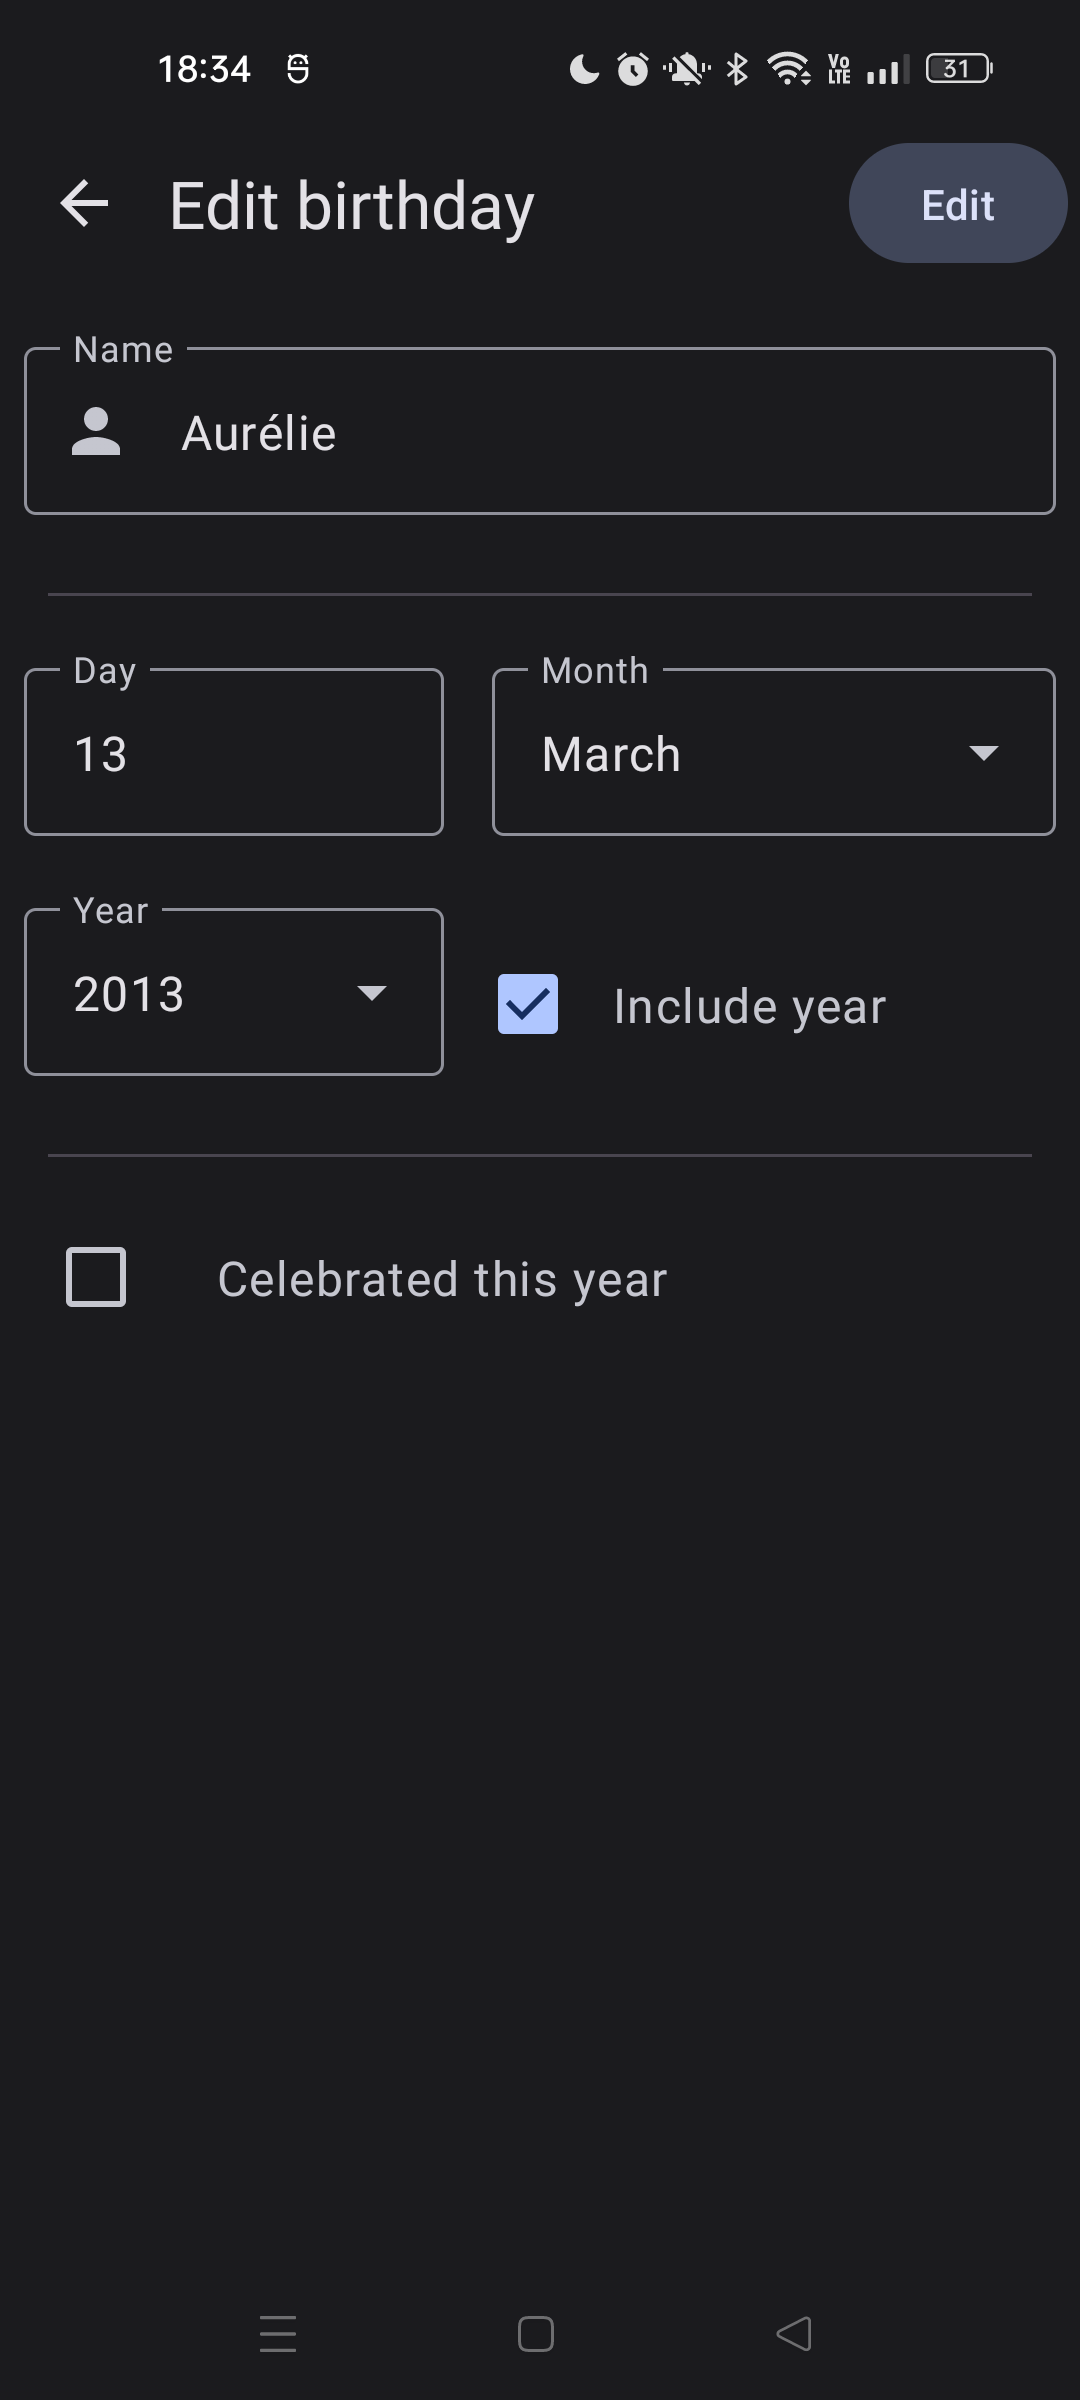 18:34 Vo LTE 31
Edit birthday Edit
Name
Aurélie
Day Month
13 March
Year
2013 Include year
Celebrated this year